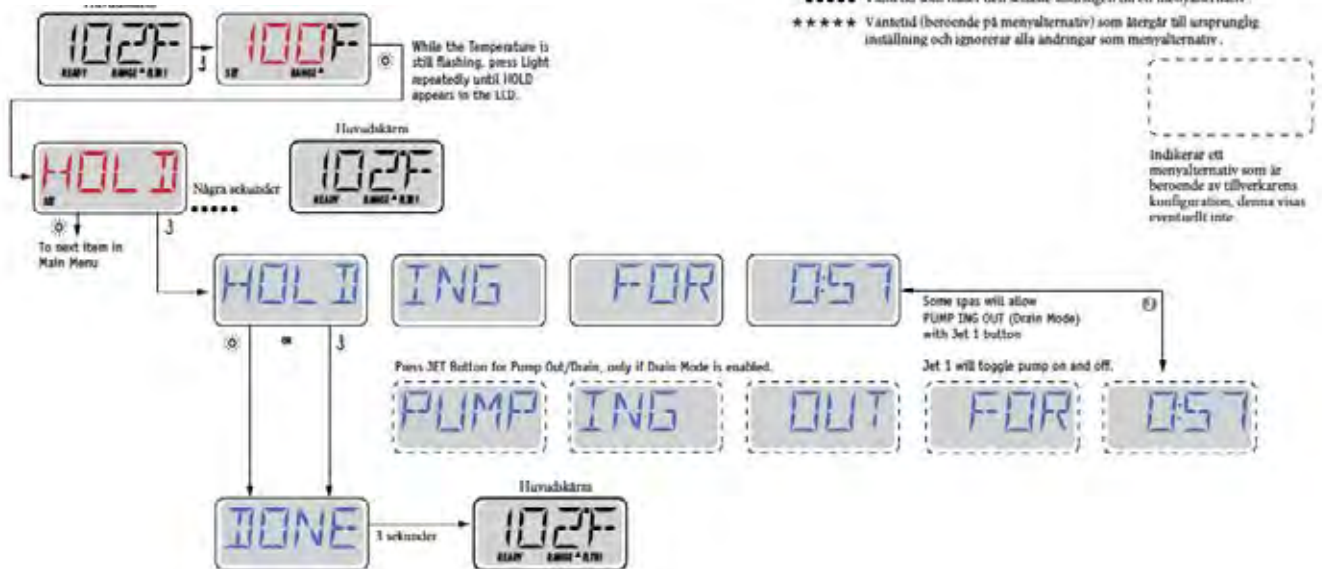 102F
READY RANGE
100F
SET RANGE
While the Temperature is
still flashing, press Light
repeatedly until HOLD
appears in the LCD.
★★★★★ Väntetid (beroende på menyalternativ) som återgår till ursprunglig
inställning och ignorerar alla ändringar som menyalternativ.
Indikerar ett
menyalternativ som är
beroende av tillverkarens
konfiguration, denna visas
eventuellt inte
HOLD
SET
Några sekunder
Huvudskärm
102F
READY RANGE
To next item in
Main Menu
HOLD
ING
FOR
0:57
Some spas will allow
PUMP ING OUT (Drain Mode)
with Jet 1 button
OR
Press JET Button for Pump Out/Drain, only if Drain Mode is enabled.
Jet 1 will toggle pump on and off.
PUMP
ING
OUT
FOR
0:57
DONE
3 sekunder
Huvudskärm
102F
READY RANGE